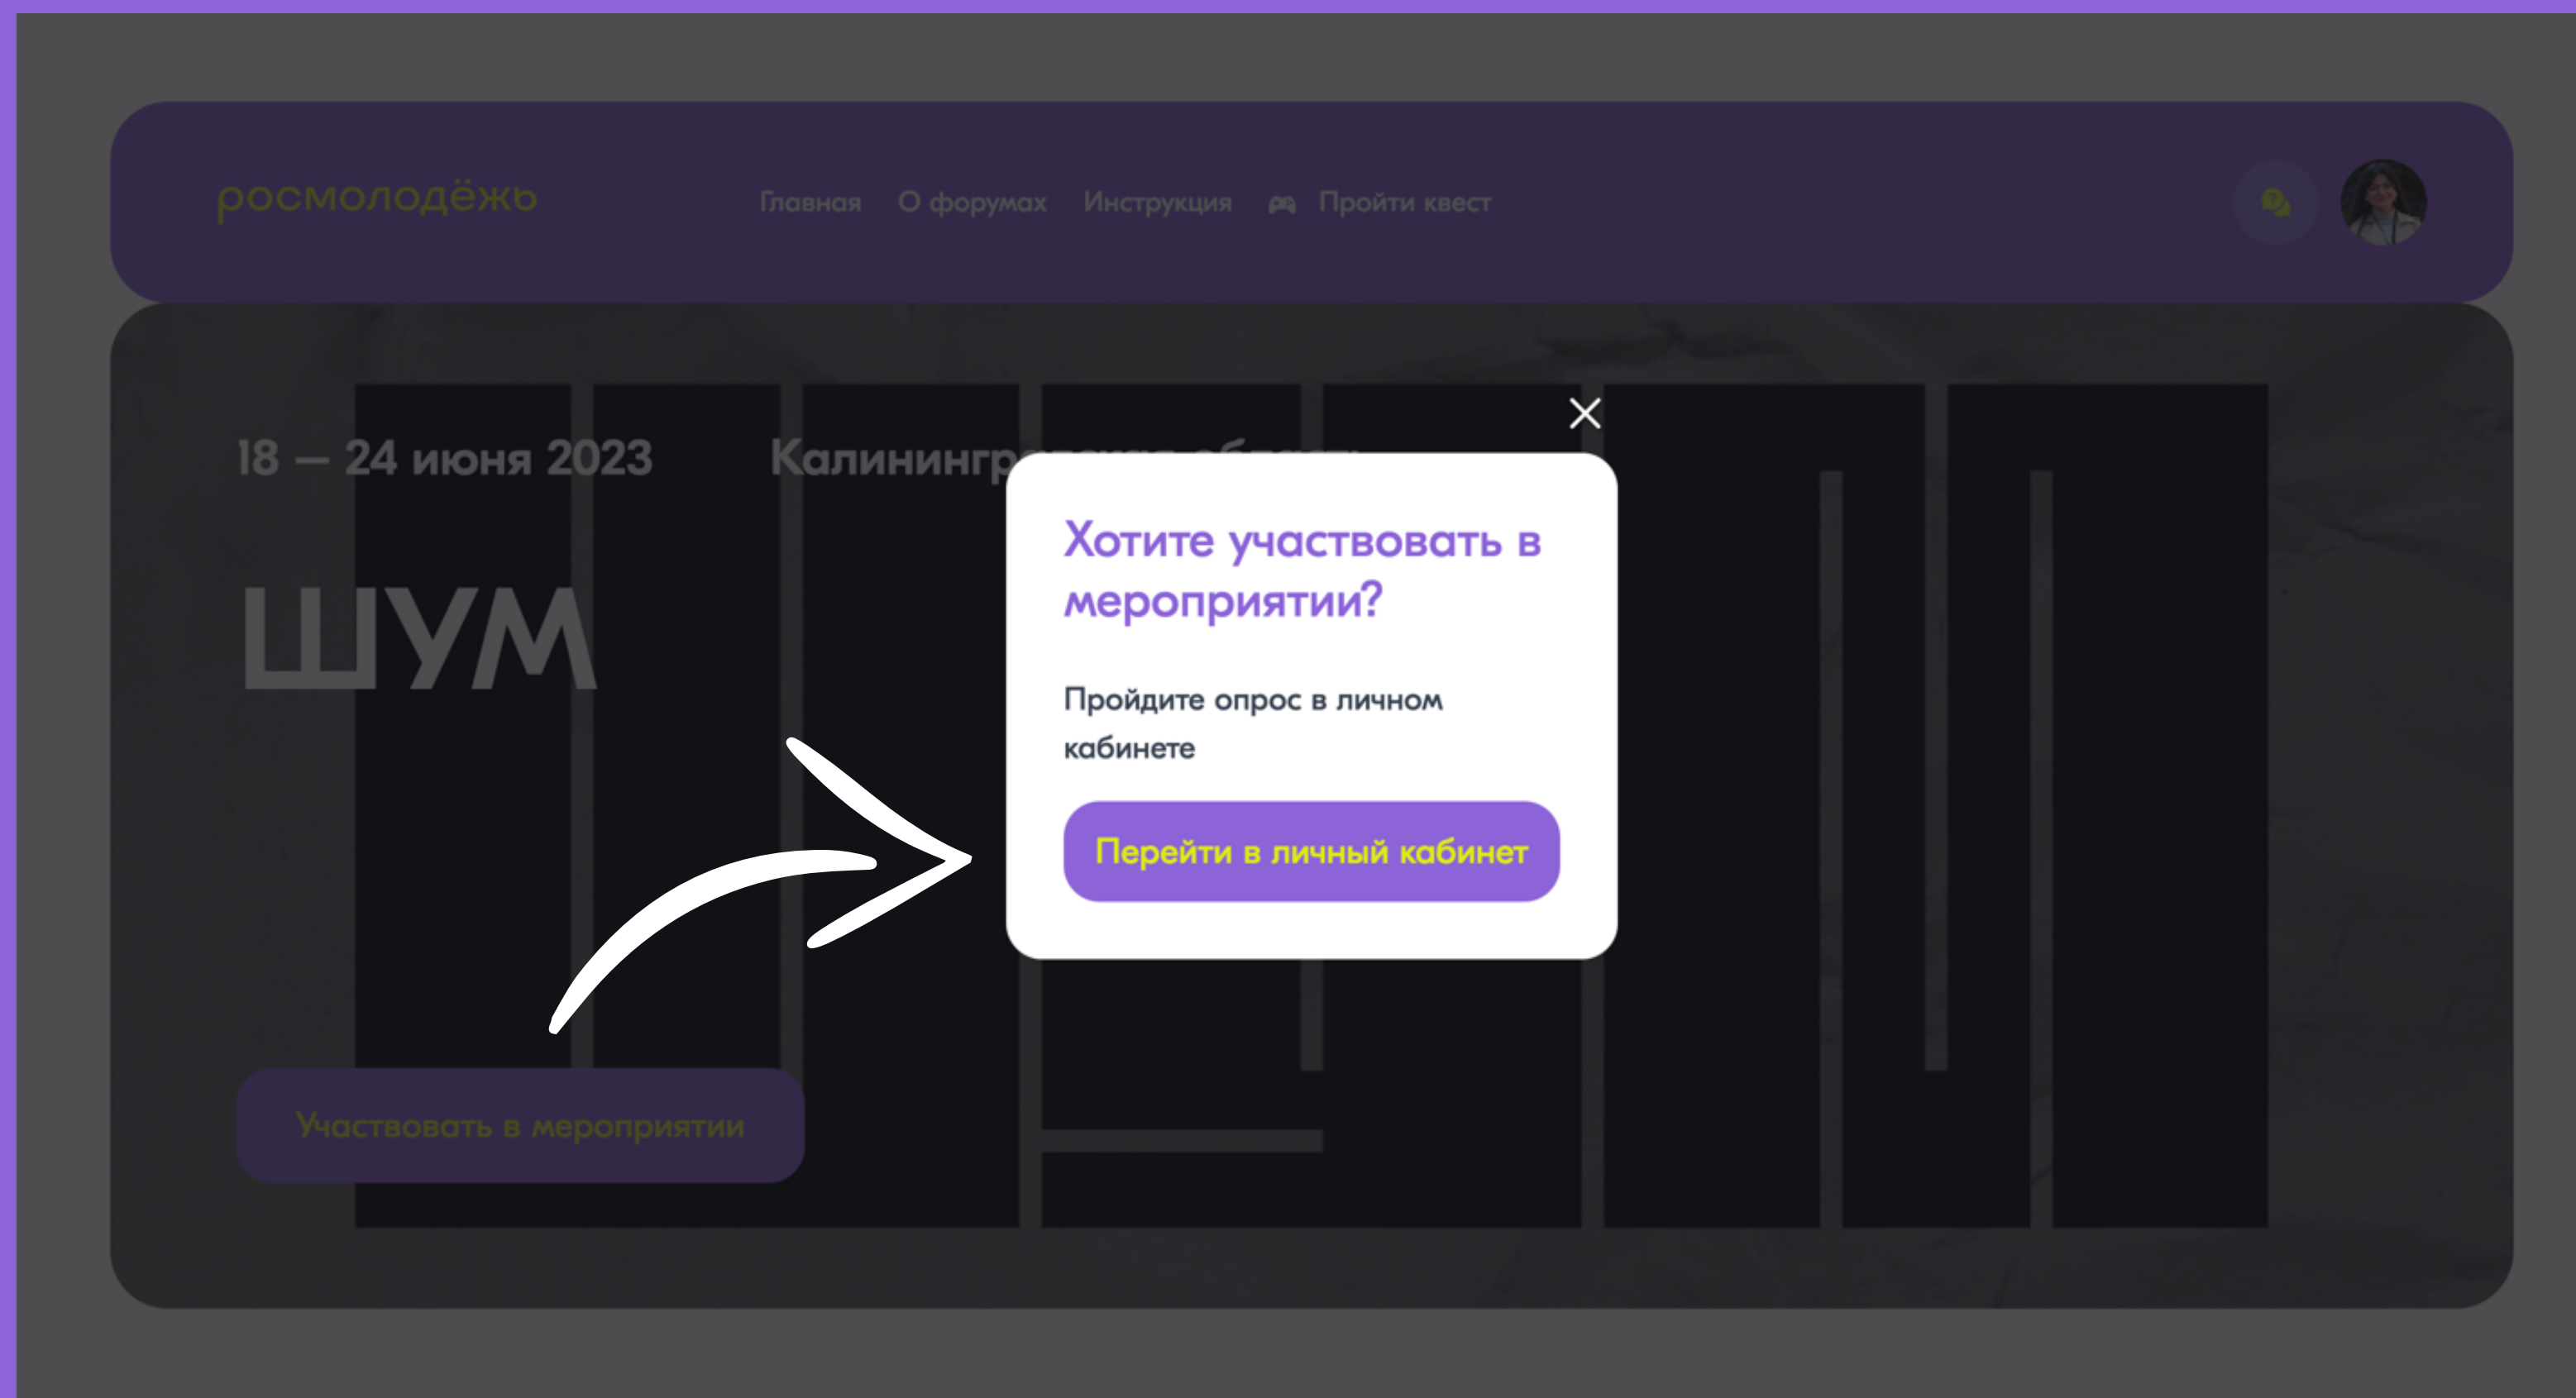 росмолодёжь
Главная О форумах Инструкция Пройти квест
18 – 24 июня 2023
ШУМ
Хотите участвовать в
мероприятии?
Пройдите опрос в личном
кабинете
Перейти в личный кабинет
Участвовать в мероприятии